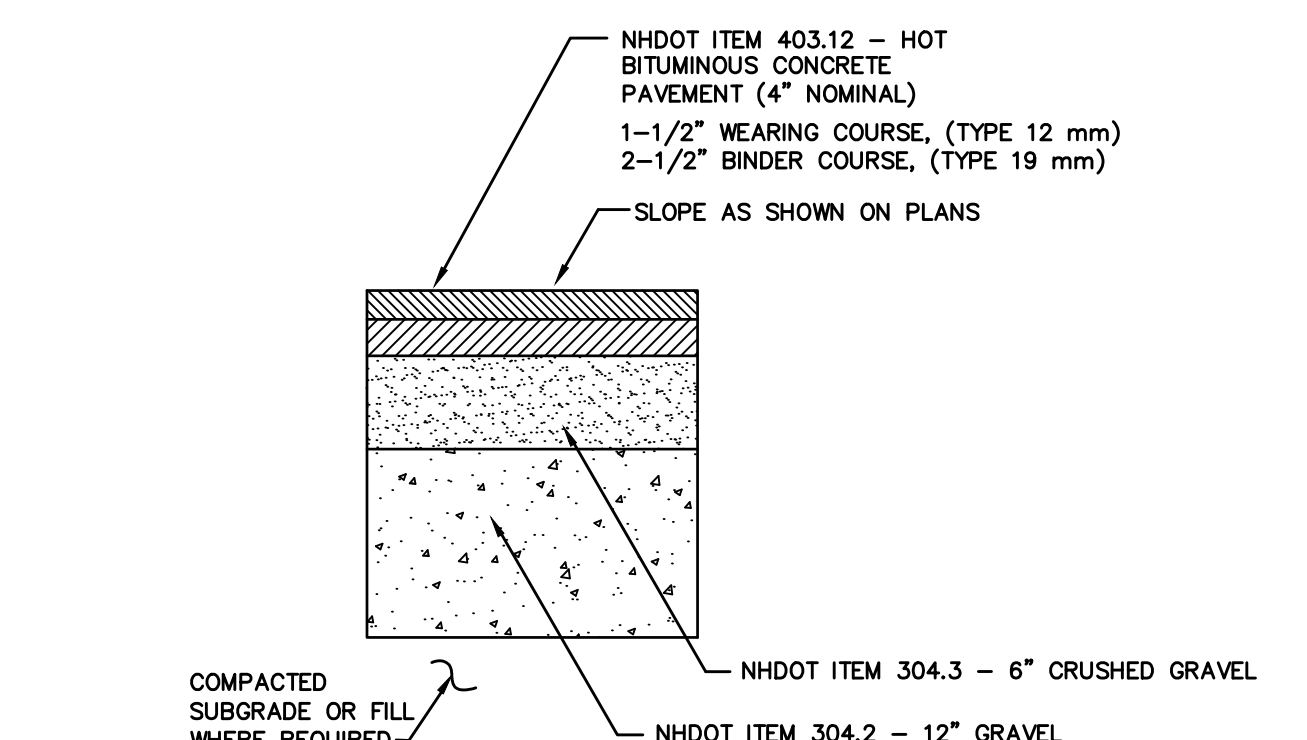 NHDOT ITEM 403.12 – HOT
BITUMINOUS CONCRETE
PAVEMENT (4” NOMINAL)
1–1/2” WEARING COURSE, (TYPE 12 mm)
2–1/2” BINDER COURSE, (TYPE 19 mm)
SLOPE AS SHOWN ON PLANS
NHDOT ITEM 304.3 – 6” CRUSHED GRAVEL
COMPACTED
SUBGRADE OR FILL
WHERE REQUIRED
NHDOT ITEM 304.2 – 12” GRAVEL